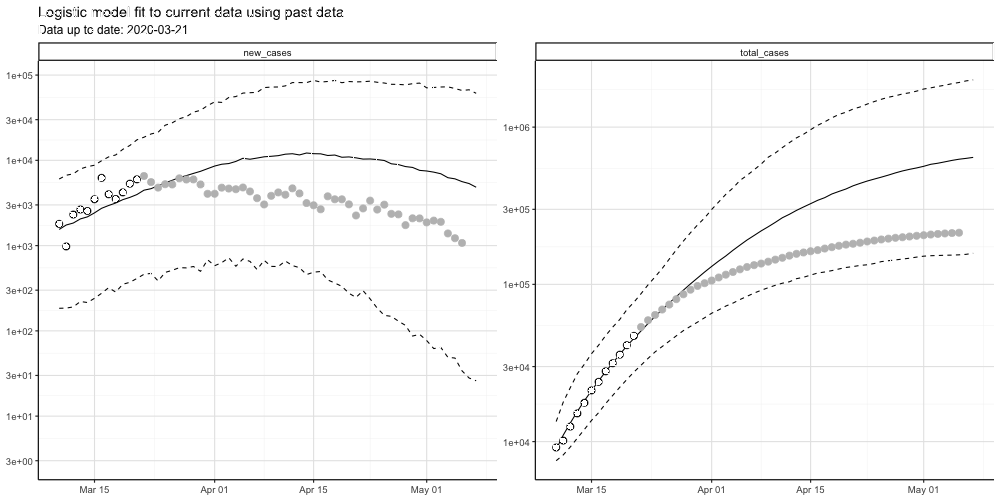 Logistic model fit to current data using past data
Data up to date: 2020-03-21
new_cases
total_cases
1e+05
3e+04
1e+04
3e+03
1e+03
3e+02
1e+02
3e+01
1e+01
3e+00
1e+06
3e+05
1e+05
3e+04
1e+04
Mar 15
Apr 01
Apr 15
May 01
Mar 15
Apr 01
Apr 15
May 01